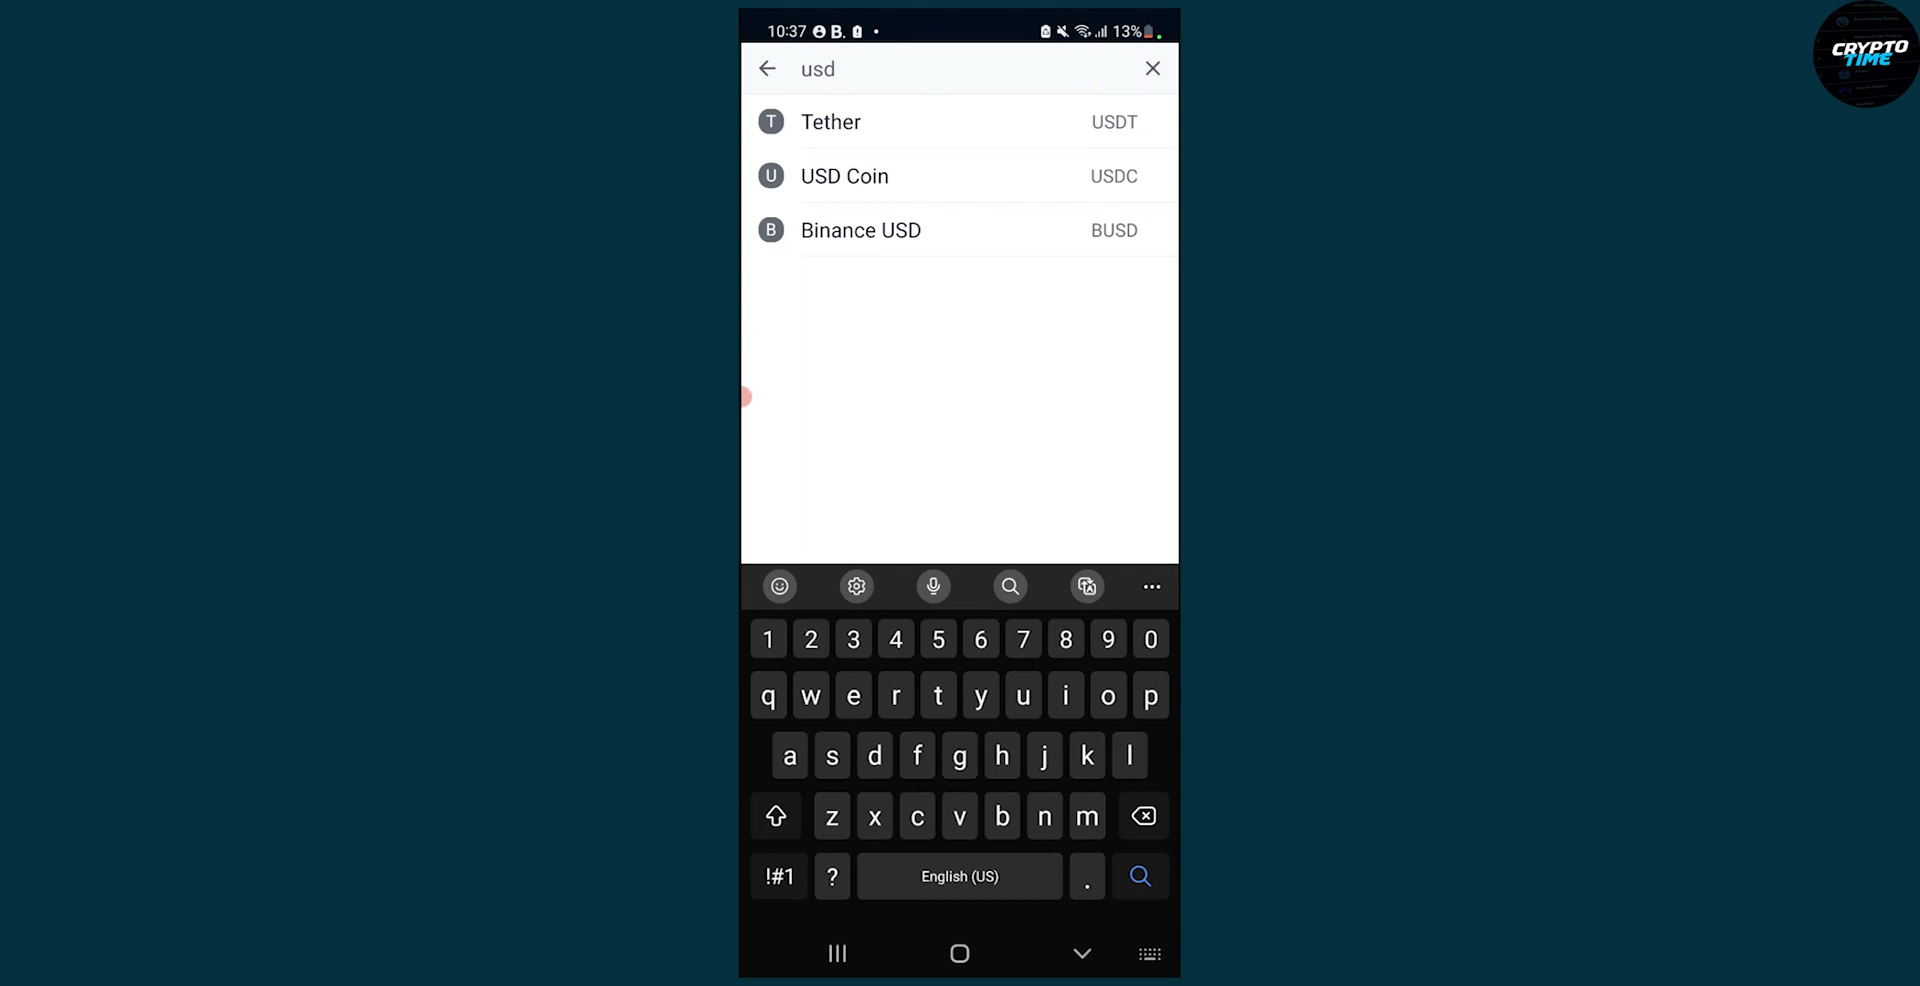 10:37 B. 13%
CRYPTO
TIME
usd
T Tether USDT
U USD Coin USDC
B Binance USD BUSD
1 2 3 4 5 6 7 8 9 0
q w e r t y u i o p
a s d f g h j k l
z x c v b n m
!#1 ? English (US) .